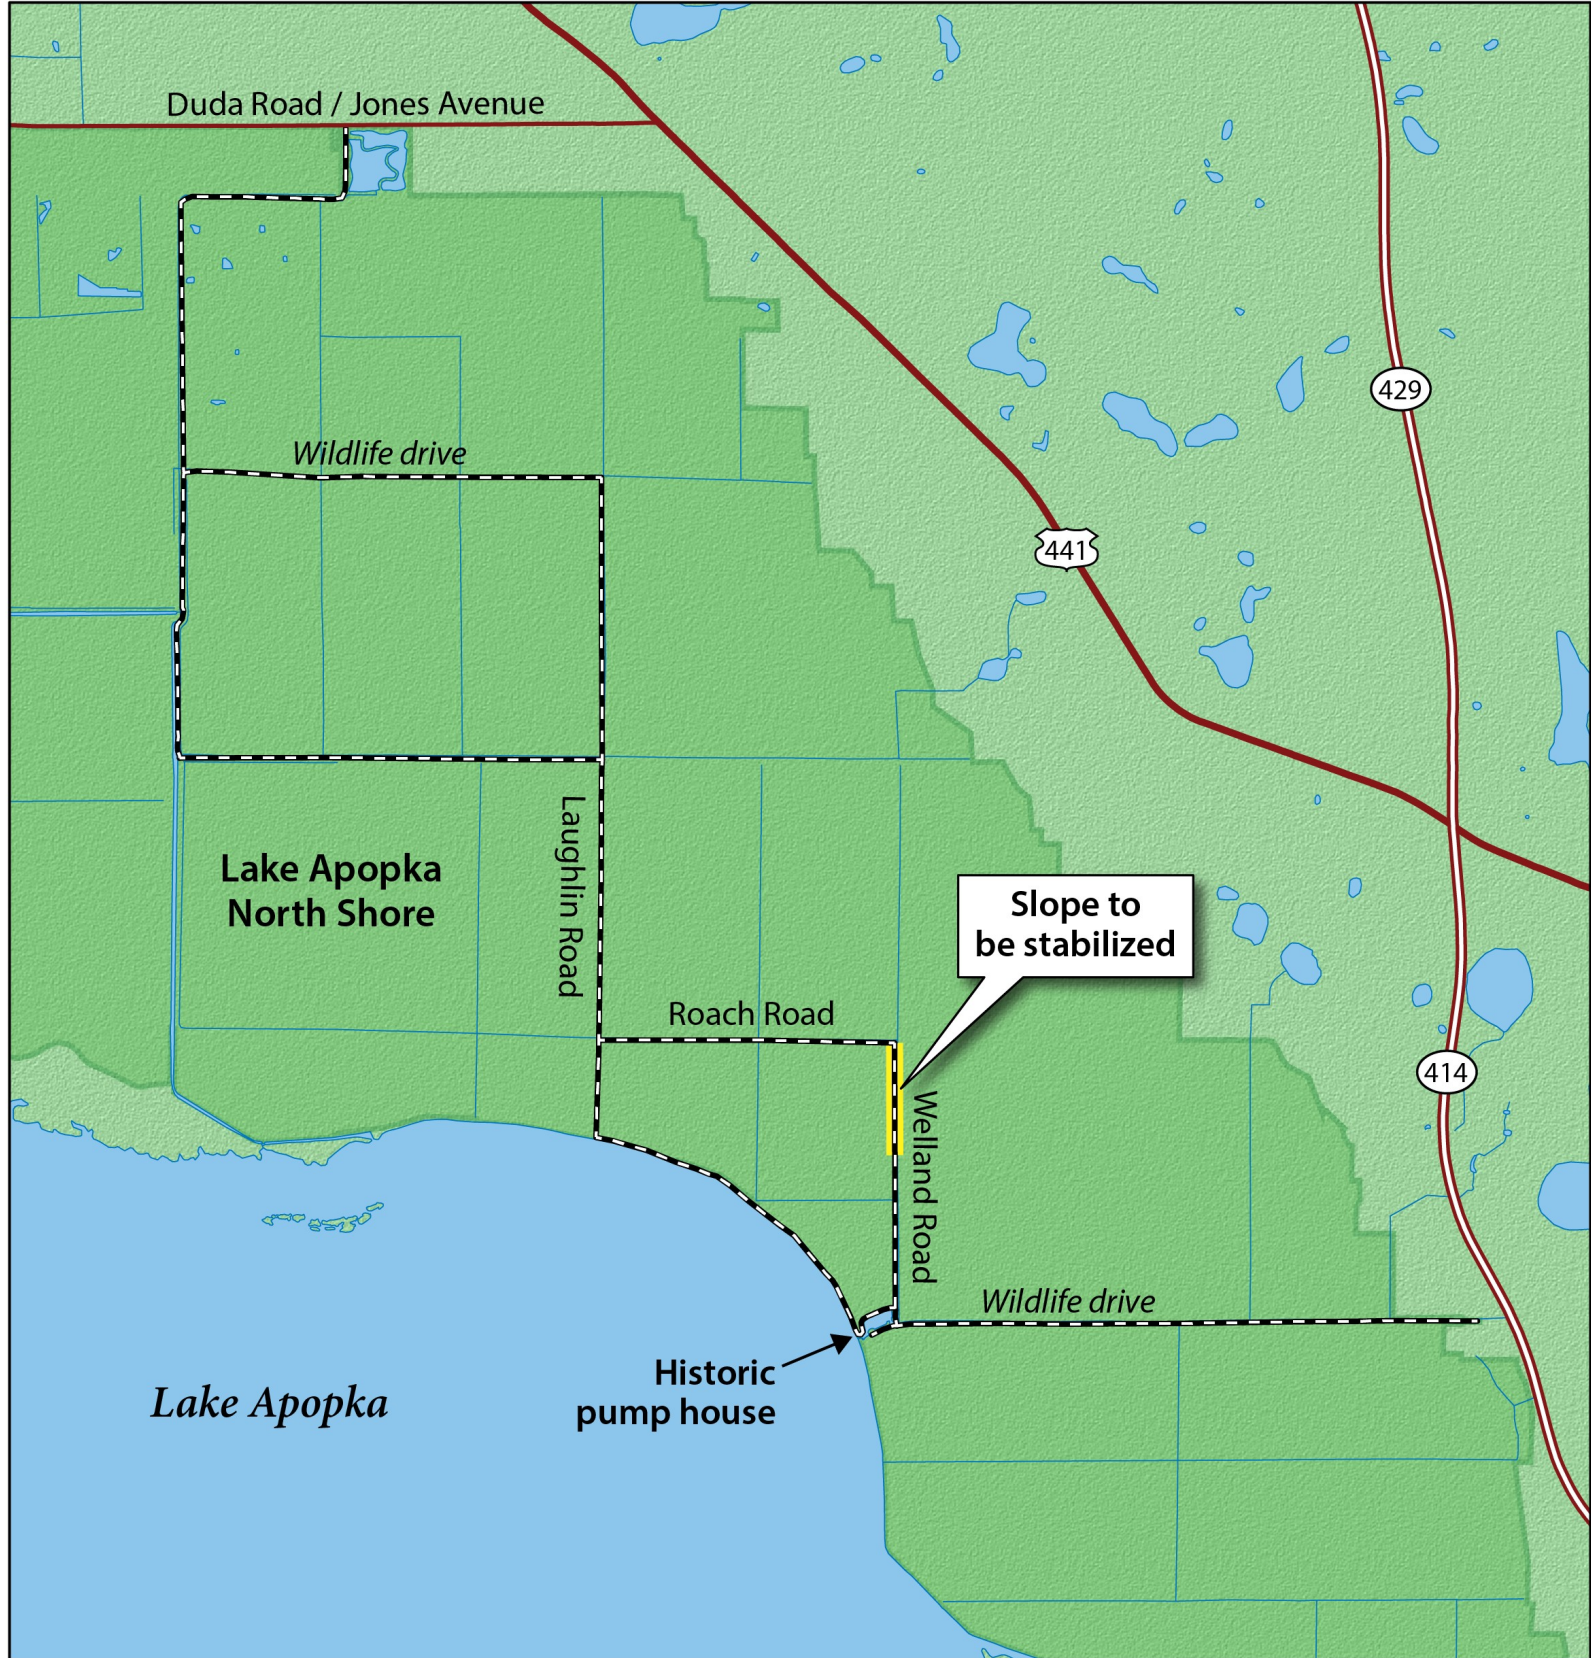 Duda Road / Jones Avenue
429
Wildlife drive
441
Laughlin Road
Lake Apopka
North Shore
Slope to
be stabilized
Roach Road
414
Welland Road
Wildlife drive
Historic
pump house
Lake Apopka